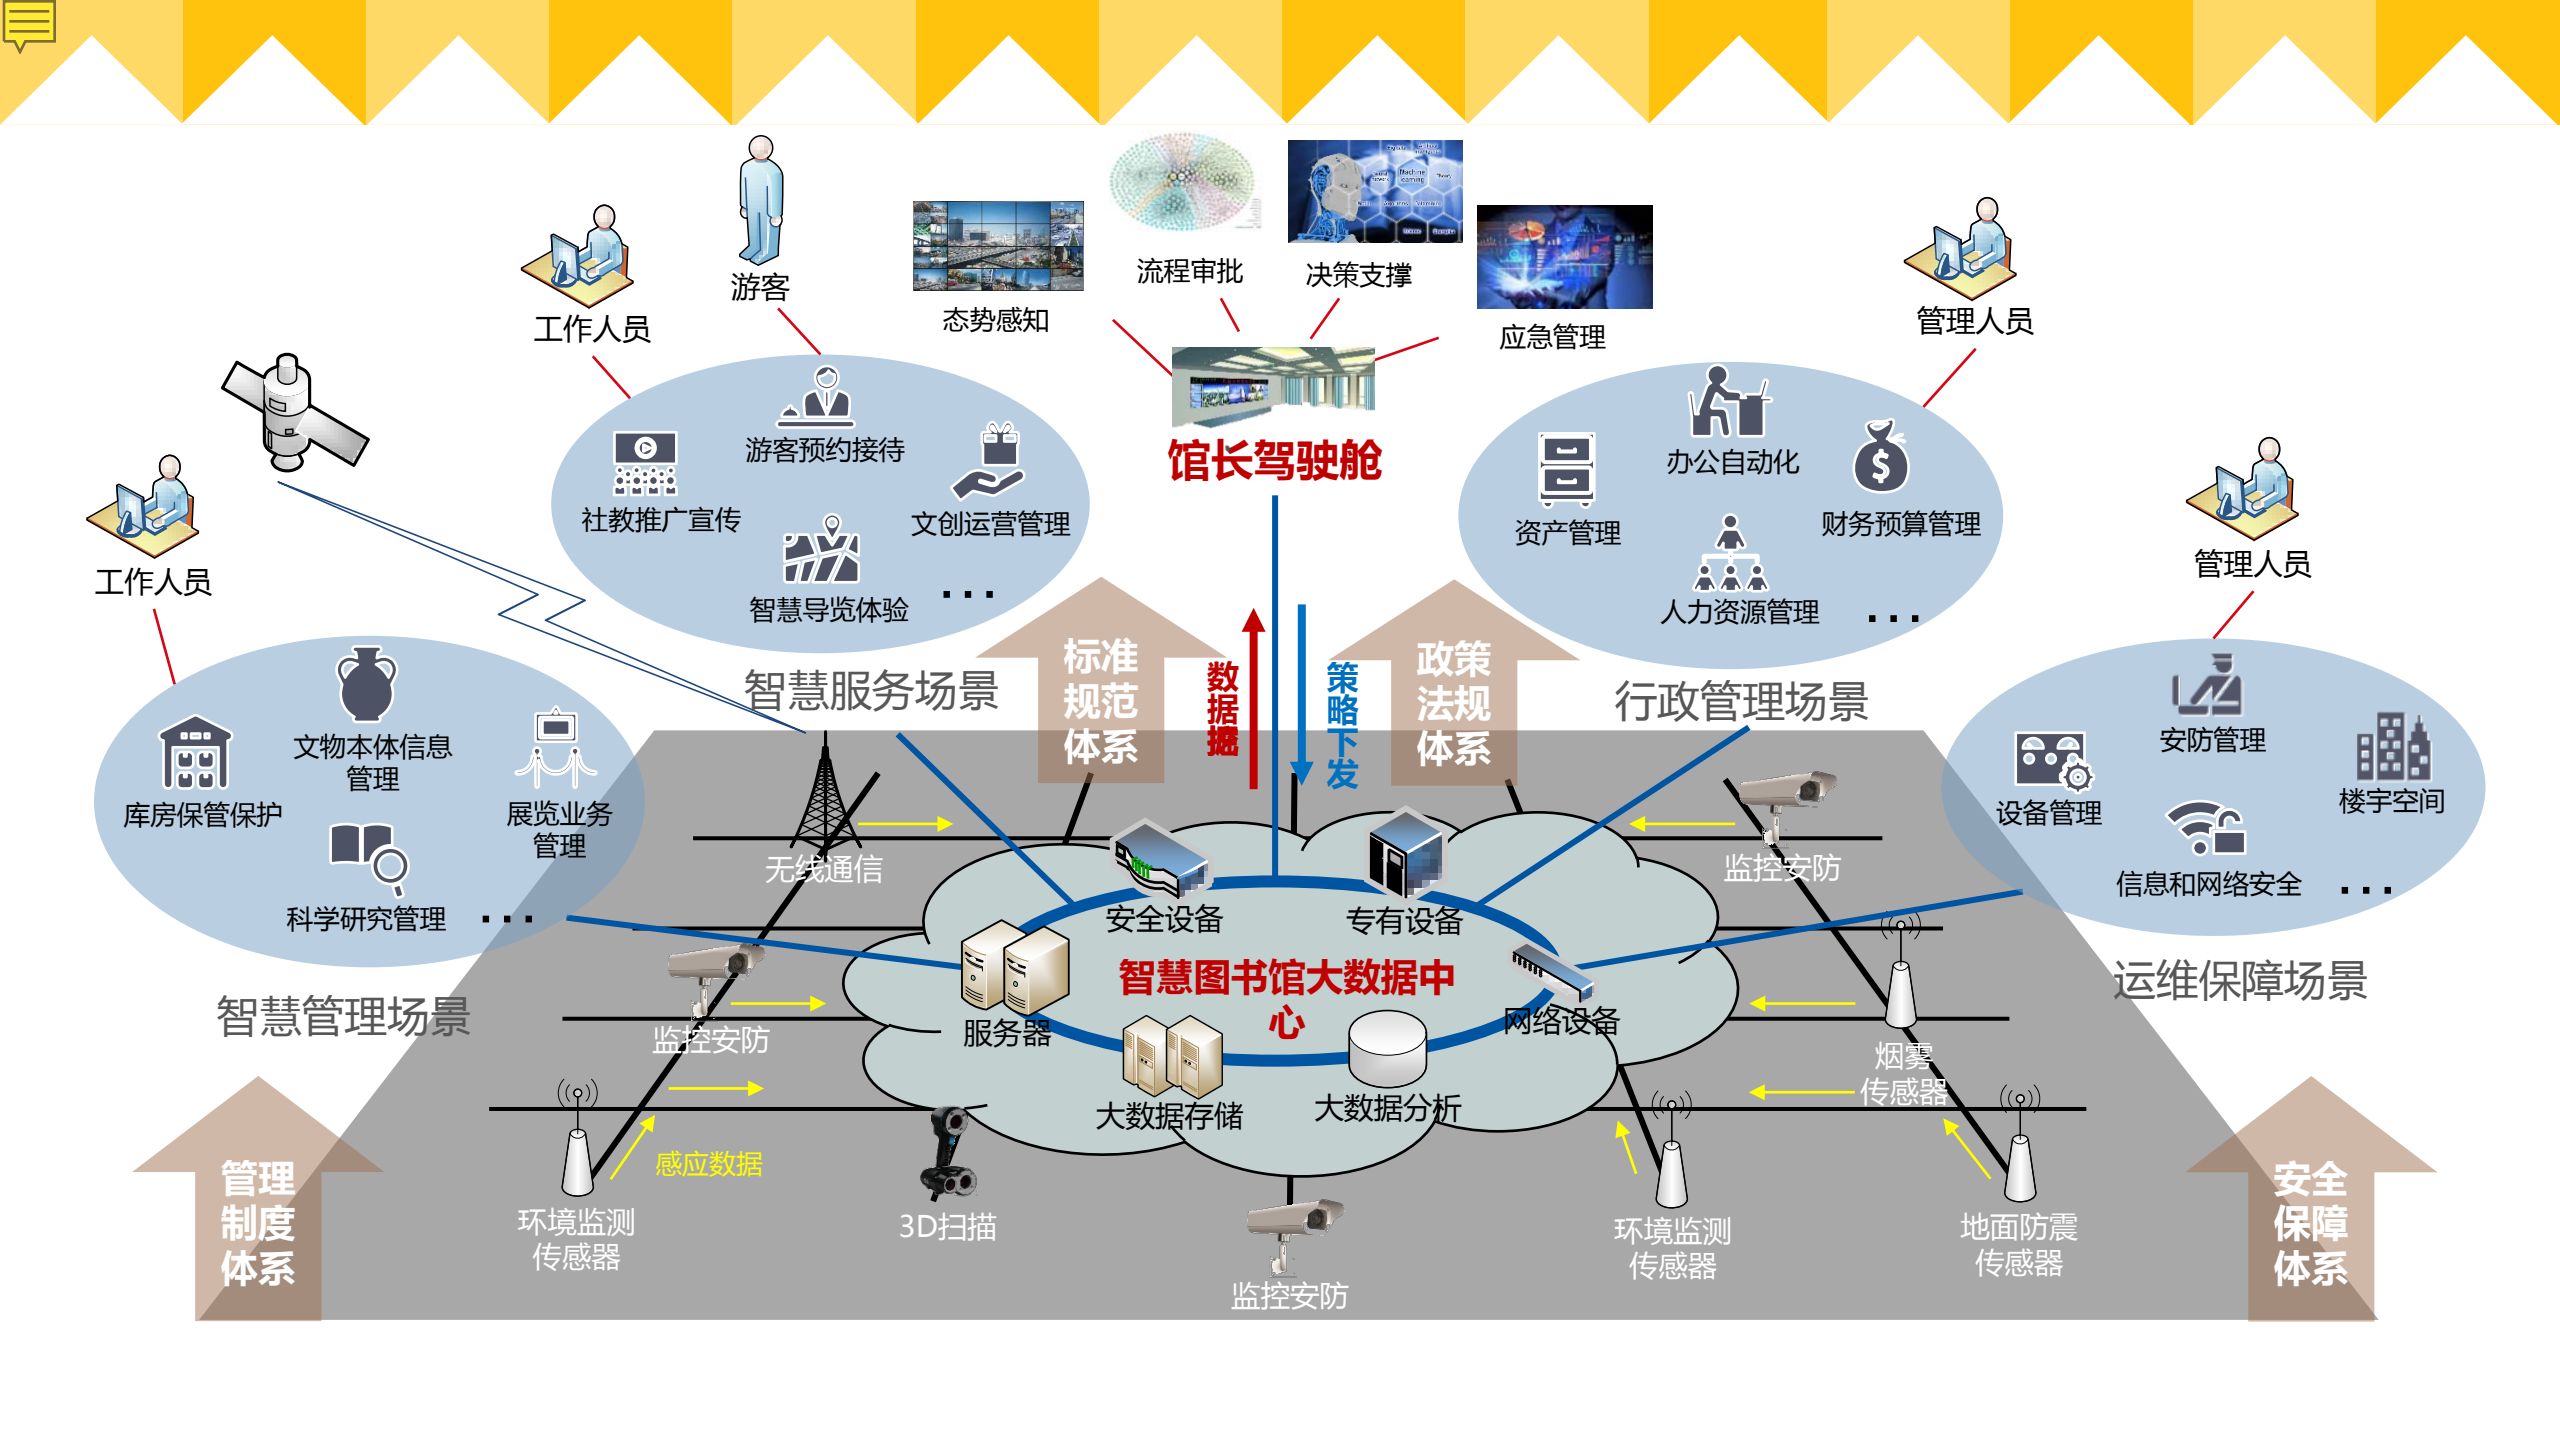 游客
流程审批
决策支撑
态势感知
应急管理
工作人员
管理人员
馆长驾驶舱
游客预约接待
社教推广宣传
文创运营管理
智慧导览体验
...
智慧服务场景
办公自动化
资产管理
财务预算管理
人力资源管理
...
行政管理场景
工作人员
管理人员
文物本体信息
管理
库房保管保护
展览业务
管理
科学研究管理
...
智慧管理场景
安防管理
设备管理
楼宇空间
信息和网络安全
...
运维保障场景
标准
规范
体系
数据
策略下发
政策
法规
体系
无线通信
监控安防
安全设备
专有设备
智慧图书馆大数据中
心
服务器
网络设备
大数据存储
大数据分析
监控安防
烟雾
传感器
感应数据
环境监测
传感器
3D扫描
监控安防
环境监测
传感器
地面防震
传感器
管理
制度
体系
安全
保障
体系
Machine
learning